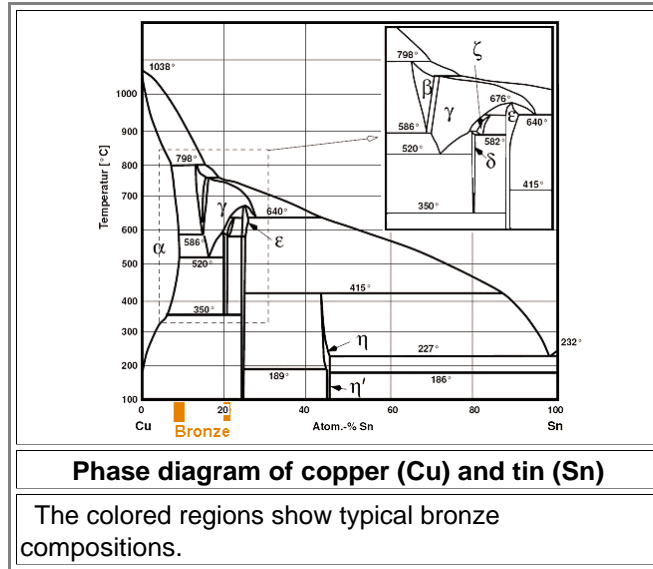 1038°
1000
900
800
700
600
500
400
300
200
100
Temperatur [°C]
798°
γ
640°
ε
α
586°
520°
350°
415°
η
227°
232°
189°
η'
186°
798°
ζ
β
γ
676°
ε
640°
586°
582°
520°
δ
415°
350°
0
20
40
60
80
100
Cu
Bronze
Atom.-% Sn
Sn
Phase diagram of copper (Cu) and tin (Sn)
The colored regions show typical bronze
compositions.